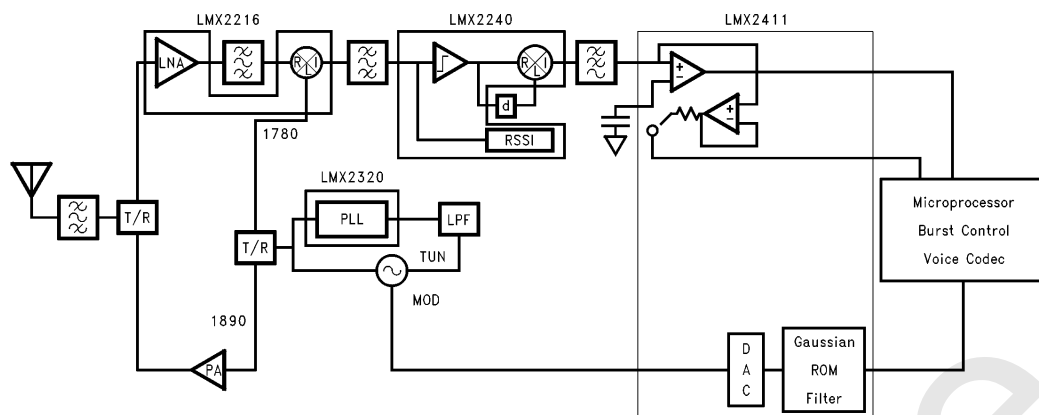 LMX2216
LMX2240
LMX2411
LNA
R
I
L
R
I
L
d
RSSI
1780
LMX2320
T/R
PLL
LPF
T/R
TUN
MOD
1890
PA
Microprocessor
Burst Control
Voice Codec
D
A
C
Gaussian
ROM
Filter
e